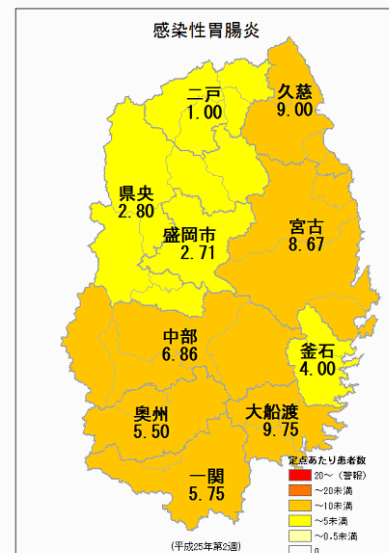 感染性胃腸炎
二戸
1.00
久慈
9.00
県央
2.80
盛岡市
2.71
宮古
8.67
中部
6.86
釜石
4.00
奥州
5.50
大船渡
9.75
一関
5.75
定点あたり患者数
20～（警報）
～20未満
～10未満
～5未満
～0.5未満
0
(平成25年第2週)